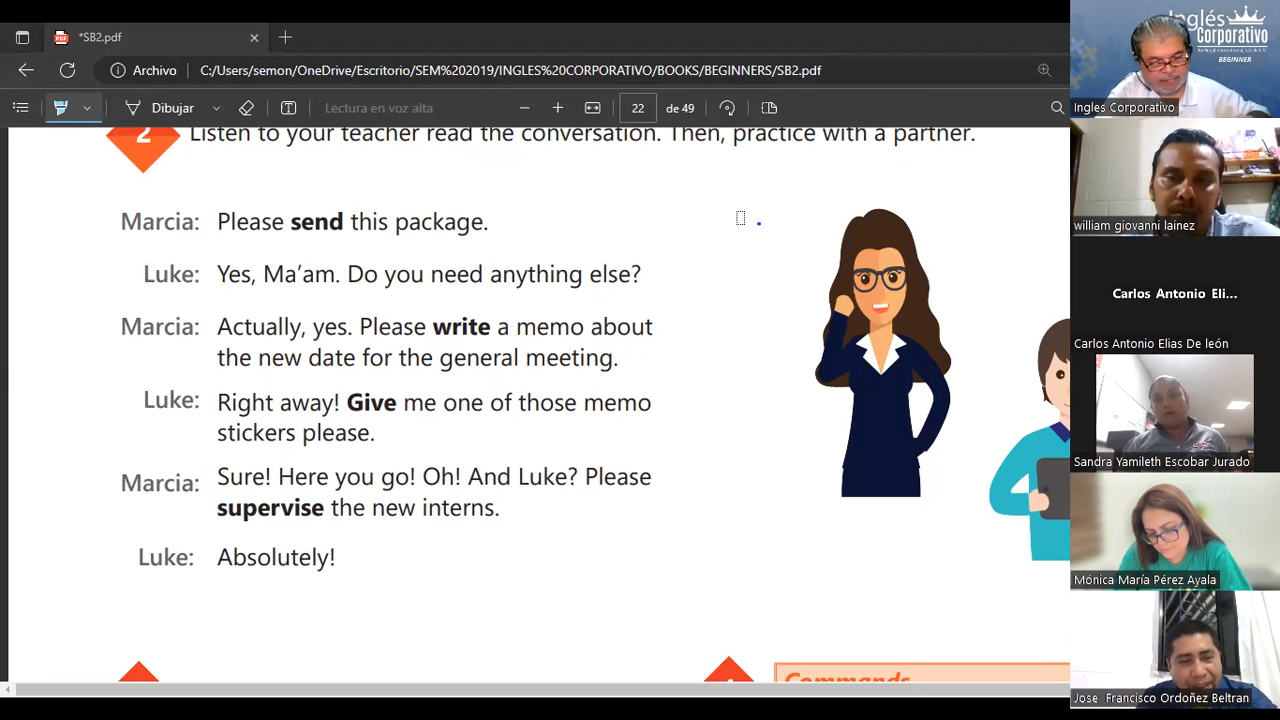 *SB2.pdf
Archivo
C:/Users/semon/OneDrive/Escritorio/SEM%202559/INGLES%20CORPORATIVO/BOOKS/BEGINNERS/SB2.pdf
Dibujar
Lectura en voz alta
22
de 49
2
Listen to your teacher read the conversation. Then, practice with a partner.
Marcia: Please send this package.
Luke: Yes, Ma’am. Do you need anything else?
Marcia: Actually, yes. Please write a memo about
the new date for the general meeting.
Luke: Right away! Give me one of those memo
stickers please.
Marcia: Sure! Here you go! Oh! And Luke? Please
supervise the new interns.
Luke: Absolutely!
Commands
Inglés
Corporativo
BEGINNER
Ingles Corporativo
william giovanni lainez
Carlos Antonio Eli...
Carlos Antonio Elias De león
Sandra Yamileth Escobar Jurado
Mónica María Pérez Ayala
Jose Francisco Ordoñez Beltran